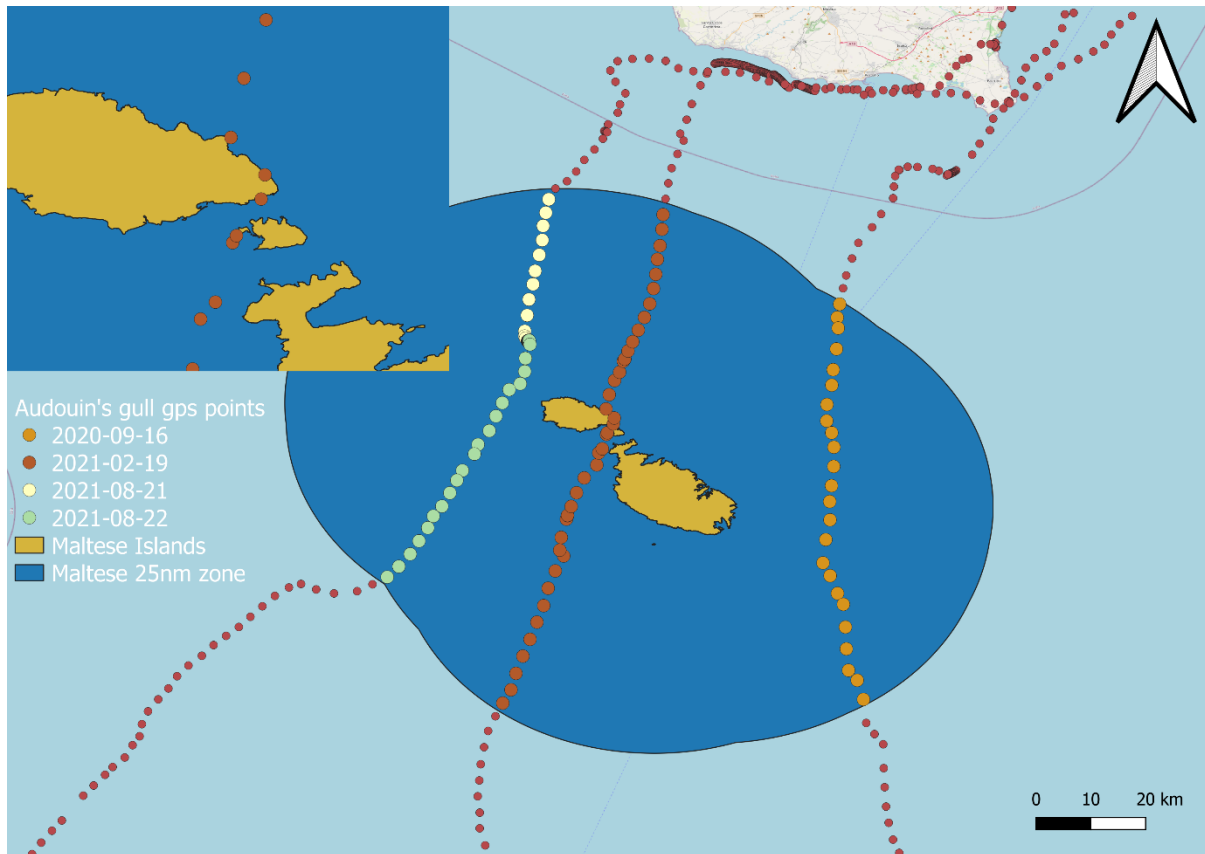 Audouin's gull gps points
2020-09-16
2021-02-19
2021-08-21
2021-08-22
Maltese Islands
Maltese 25nm zone
0 10 20 km